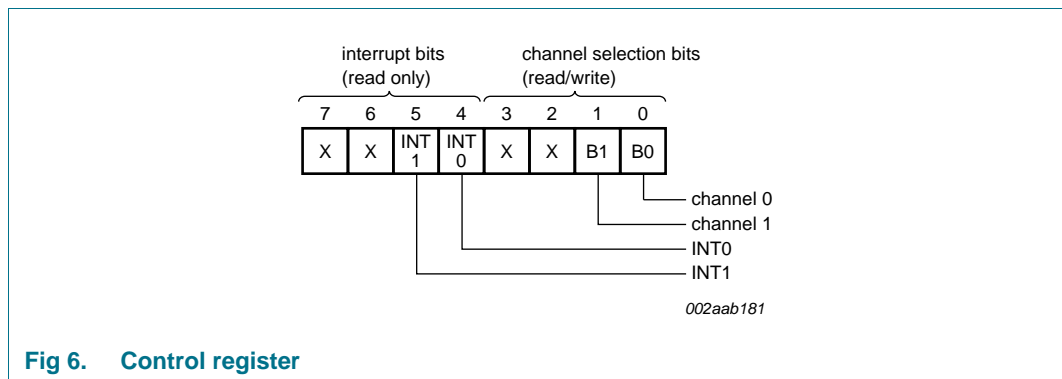 interrupt bits channel selection bits
(read only) (read/write)
7 6 5 4 3 2 1 0
X X INT 1 INT 0 X X B1 B0
channel 0
channel 1
INT0
INT1
002aab181
Fig 6. Control register